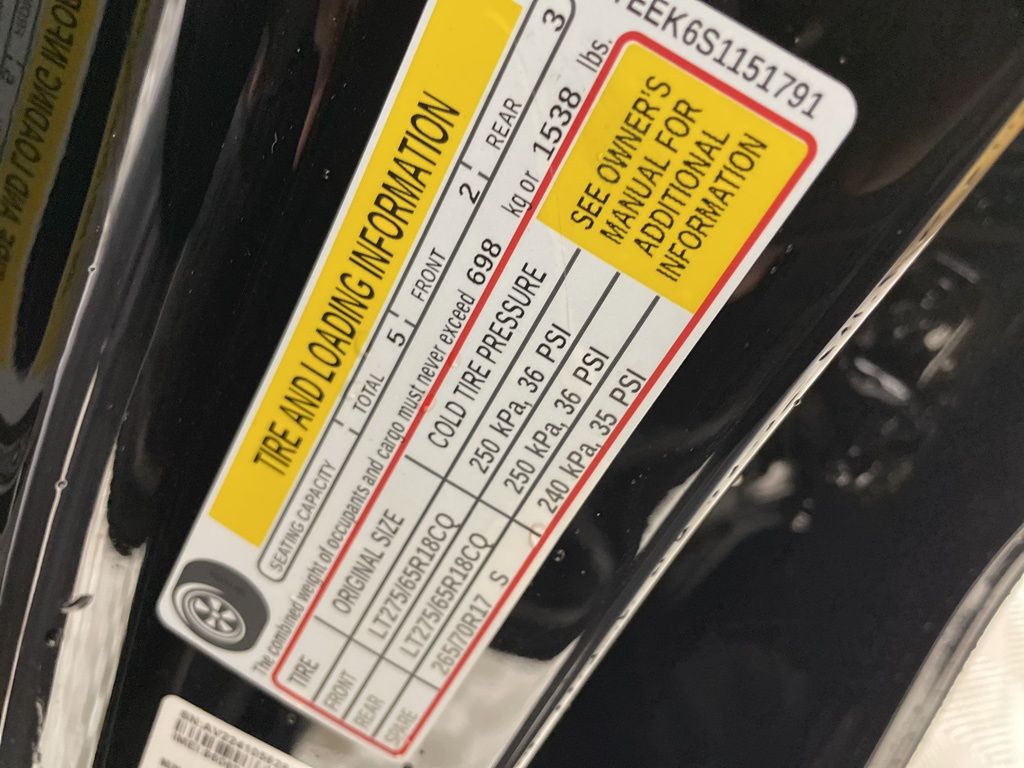 EEK6S1151791
TIRE AND LOADING INFORMATION
SEATING CAPACITY TOTAL 5 FRONT 2 REAR 3
The combined weight of occupants and cargo must never exceed 698 kg or 1538 lbs.
TIRE ORIGINAL SIZE COLD TIRE PRESSURE
FRONT LT275/65R18CQ 250 kPa, 36 PSI
REAR LT275/65R18CQ 250 kPa, 36 PSI
SPARE 265/70R17 S 240 kPa, 35 PSI
SEE OWNER'S
MANUAL FOR
ADDITIONAL
INFORMATION